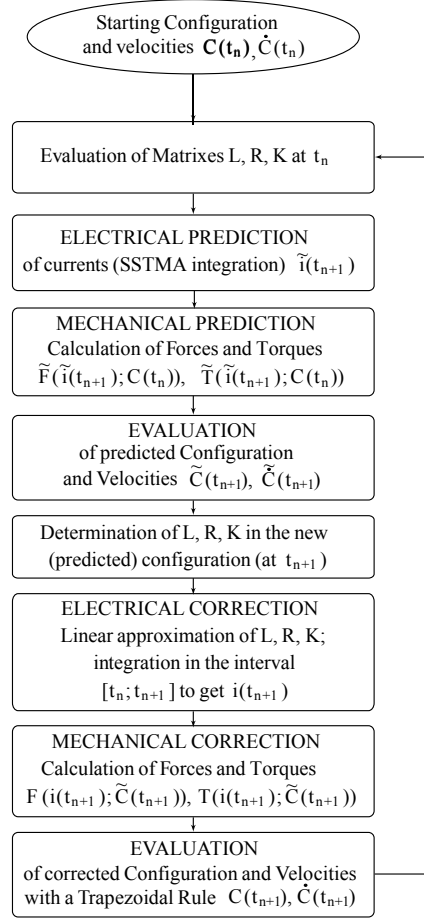 Starting Configuration
and velocities C(tₙ), Ċ(tₙ)
Evaluation of Matrixes L, R, K at tₙ
ELECTRICAL PREDICTION
of currents (SSTMA integration) ĩ(tₙ₊₁)
MECHANICAL PREDICTION
Calculation of Forces and Torques
F̃(ĩ(tₙ₊₁); C(tₙ)), T̃(ĩ(tₙ₊₁); C(tₙ))
EVALUATION
of predicted Configuration
and Velocities C̃(tₙ₊₁), Ċ̃(tₙ₊₁)
Determination of L, R, K in the new
(predicted) configuration (at tₙ₊₁)
ELECTRICAL CORRECTION
Linear approximation of L, R, K;
integration in the interval
[tₙ; tₙ₊₁] to get i(tₙ₊₁)
MECHANICAL CORRECTION
Calculation of Forces and Torques
F(i(tₙ₊₁); C̃(tₙ₊₁)), T(i(tₙ₊₁); C̃(tₙ₊₁))
EVALUATION
of corrected Configuration and Velocities
with a Trapezoidal Rule C(tₙ₊₁), Ċ(tₙ₊₁)